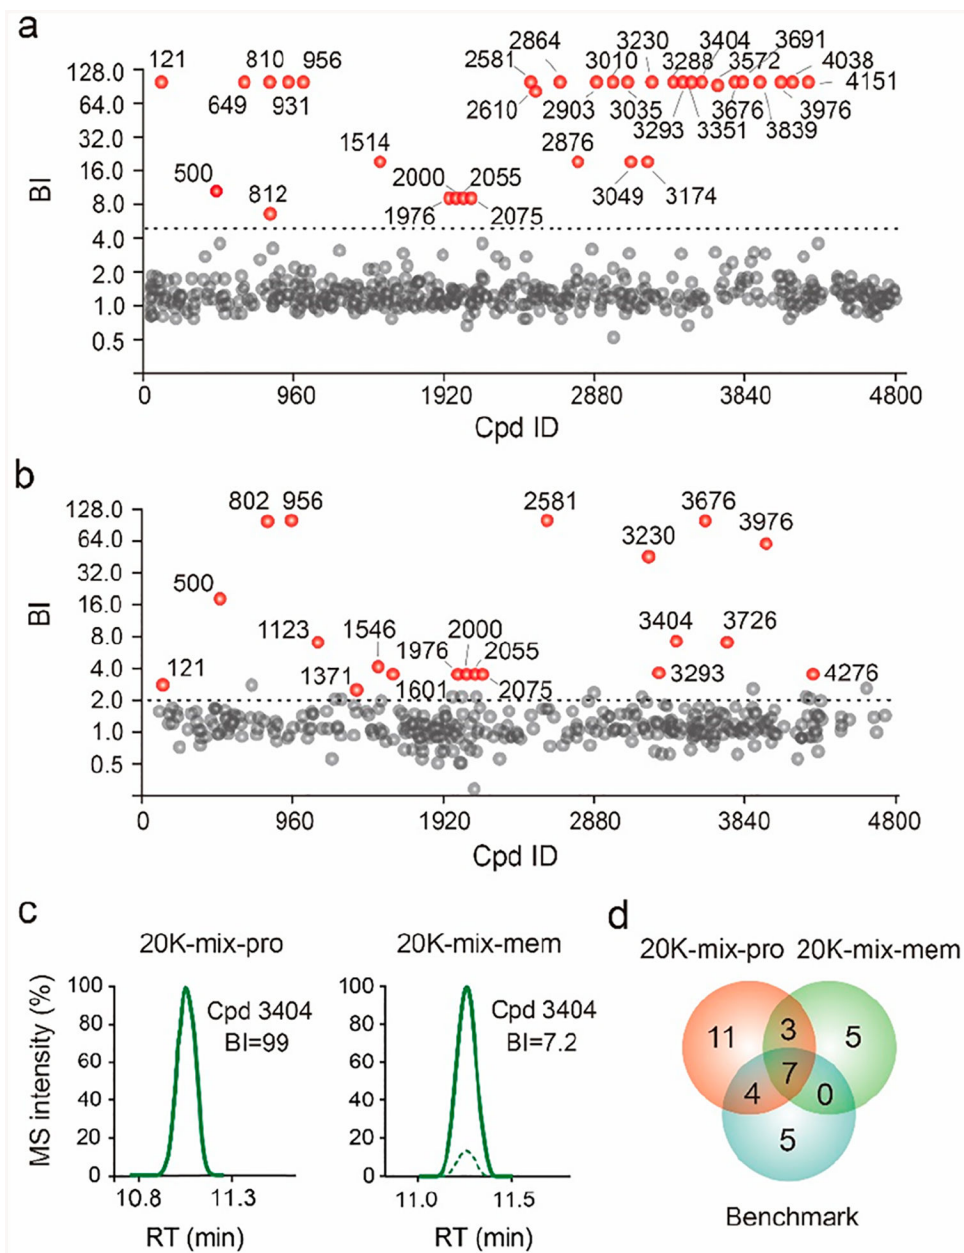 a
2864 3230 3404 3691
121 810 956 2581 3010 3288 3572 4038
128.0
4151
64.0
649 931 2610 2903 3035 3676 3976
3293 3351 3839
32.0
1514 2876
16.0
500 2000 2055 3049 3174
8.0
812 1976 2075
BI
4.0
2.0
1.0
0.5
0 960 1920 2880 3840 4800
Cpd ID
b
802 956 2581 3676
128.0
3976
64.0
3230
32.0
500
16.0
1123 1546 2000 3404 3726
8.0
1976 2055
BI
121 1371 3293 4276
4.0
1601 2075
2.0
1.0
0.5
0 960 1920 2880 3840 4800
Cpd ID
c
20K-mix-pro
MS intensity (%)
100
80
60
40
20
0
Cpd 3404
BI=99
10.8 11.3
RT (min)
20K-mix-mem
100
80
60
40
20
0
Cpd 3404
BI=7.2
11.0 11.5
RT (min)
d
20K-mix-pro 20K-mix-mem
11 3 5
7
4 0
5
Benchmark